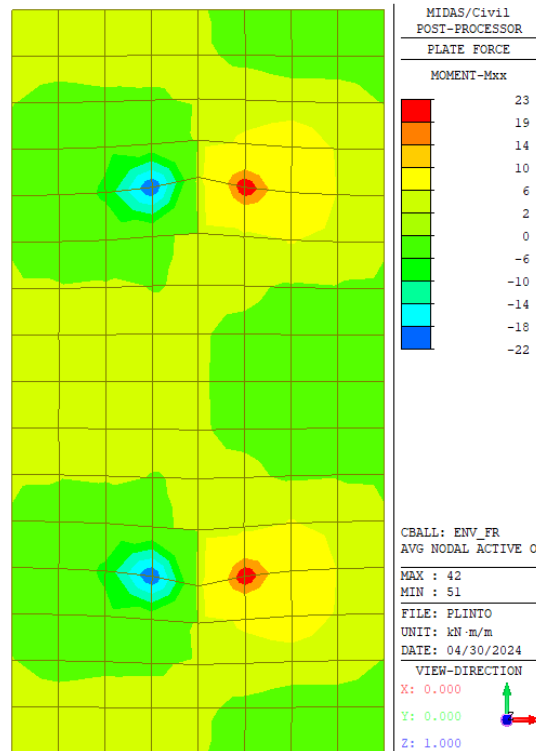 MIDAS/Civil
POST-PROCESSOR
PLATE FORCE
MOMENT-Mxx
23
19
14
10
6
2
0
-6
-10
-14
-18
-22
CBALL: ENV_FR
AVG NODAL ACTIVE O
MAX : 42
MIN : 51
FILE: PLINTO
UNIT: kN·m/m
DATE: 04/30/2024
VIEW-DIRECTION
X: 0.000
Y: 0.000
Z: 1.000